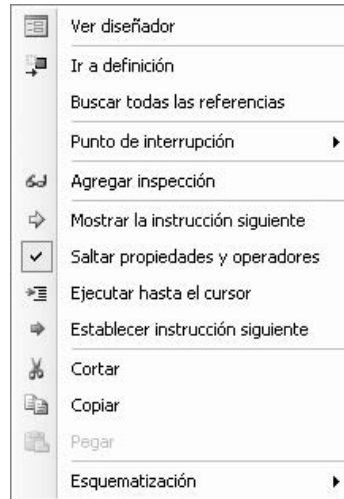 Ver diseñador
Ir a definición
Buscar todas las referencias
Punto de interrupción
Agregar inspección
Mostrar la instrucción siguiente
Saltar propiedades y operadores
Ejecutar hasta el cursor
Establecer instrucción siguiente
Cortar
Copiar
Pegar
Esquematización